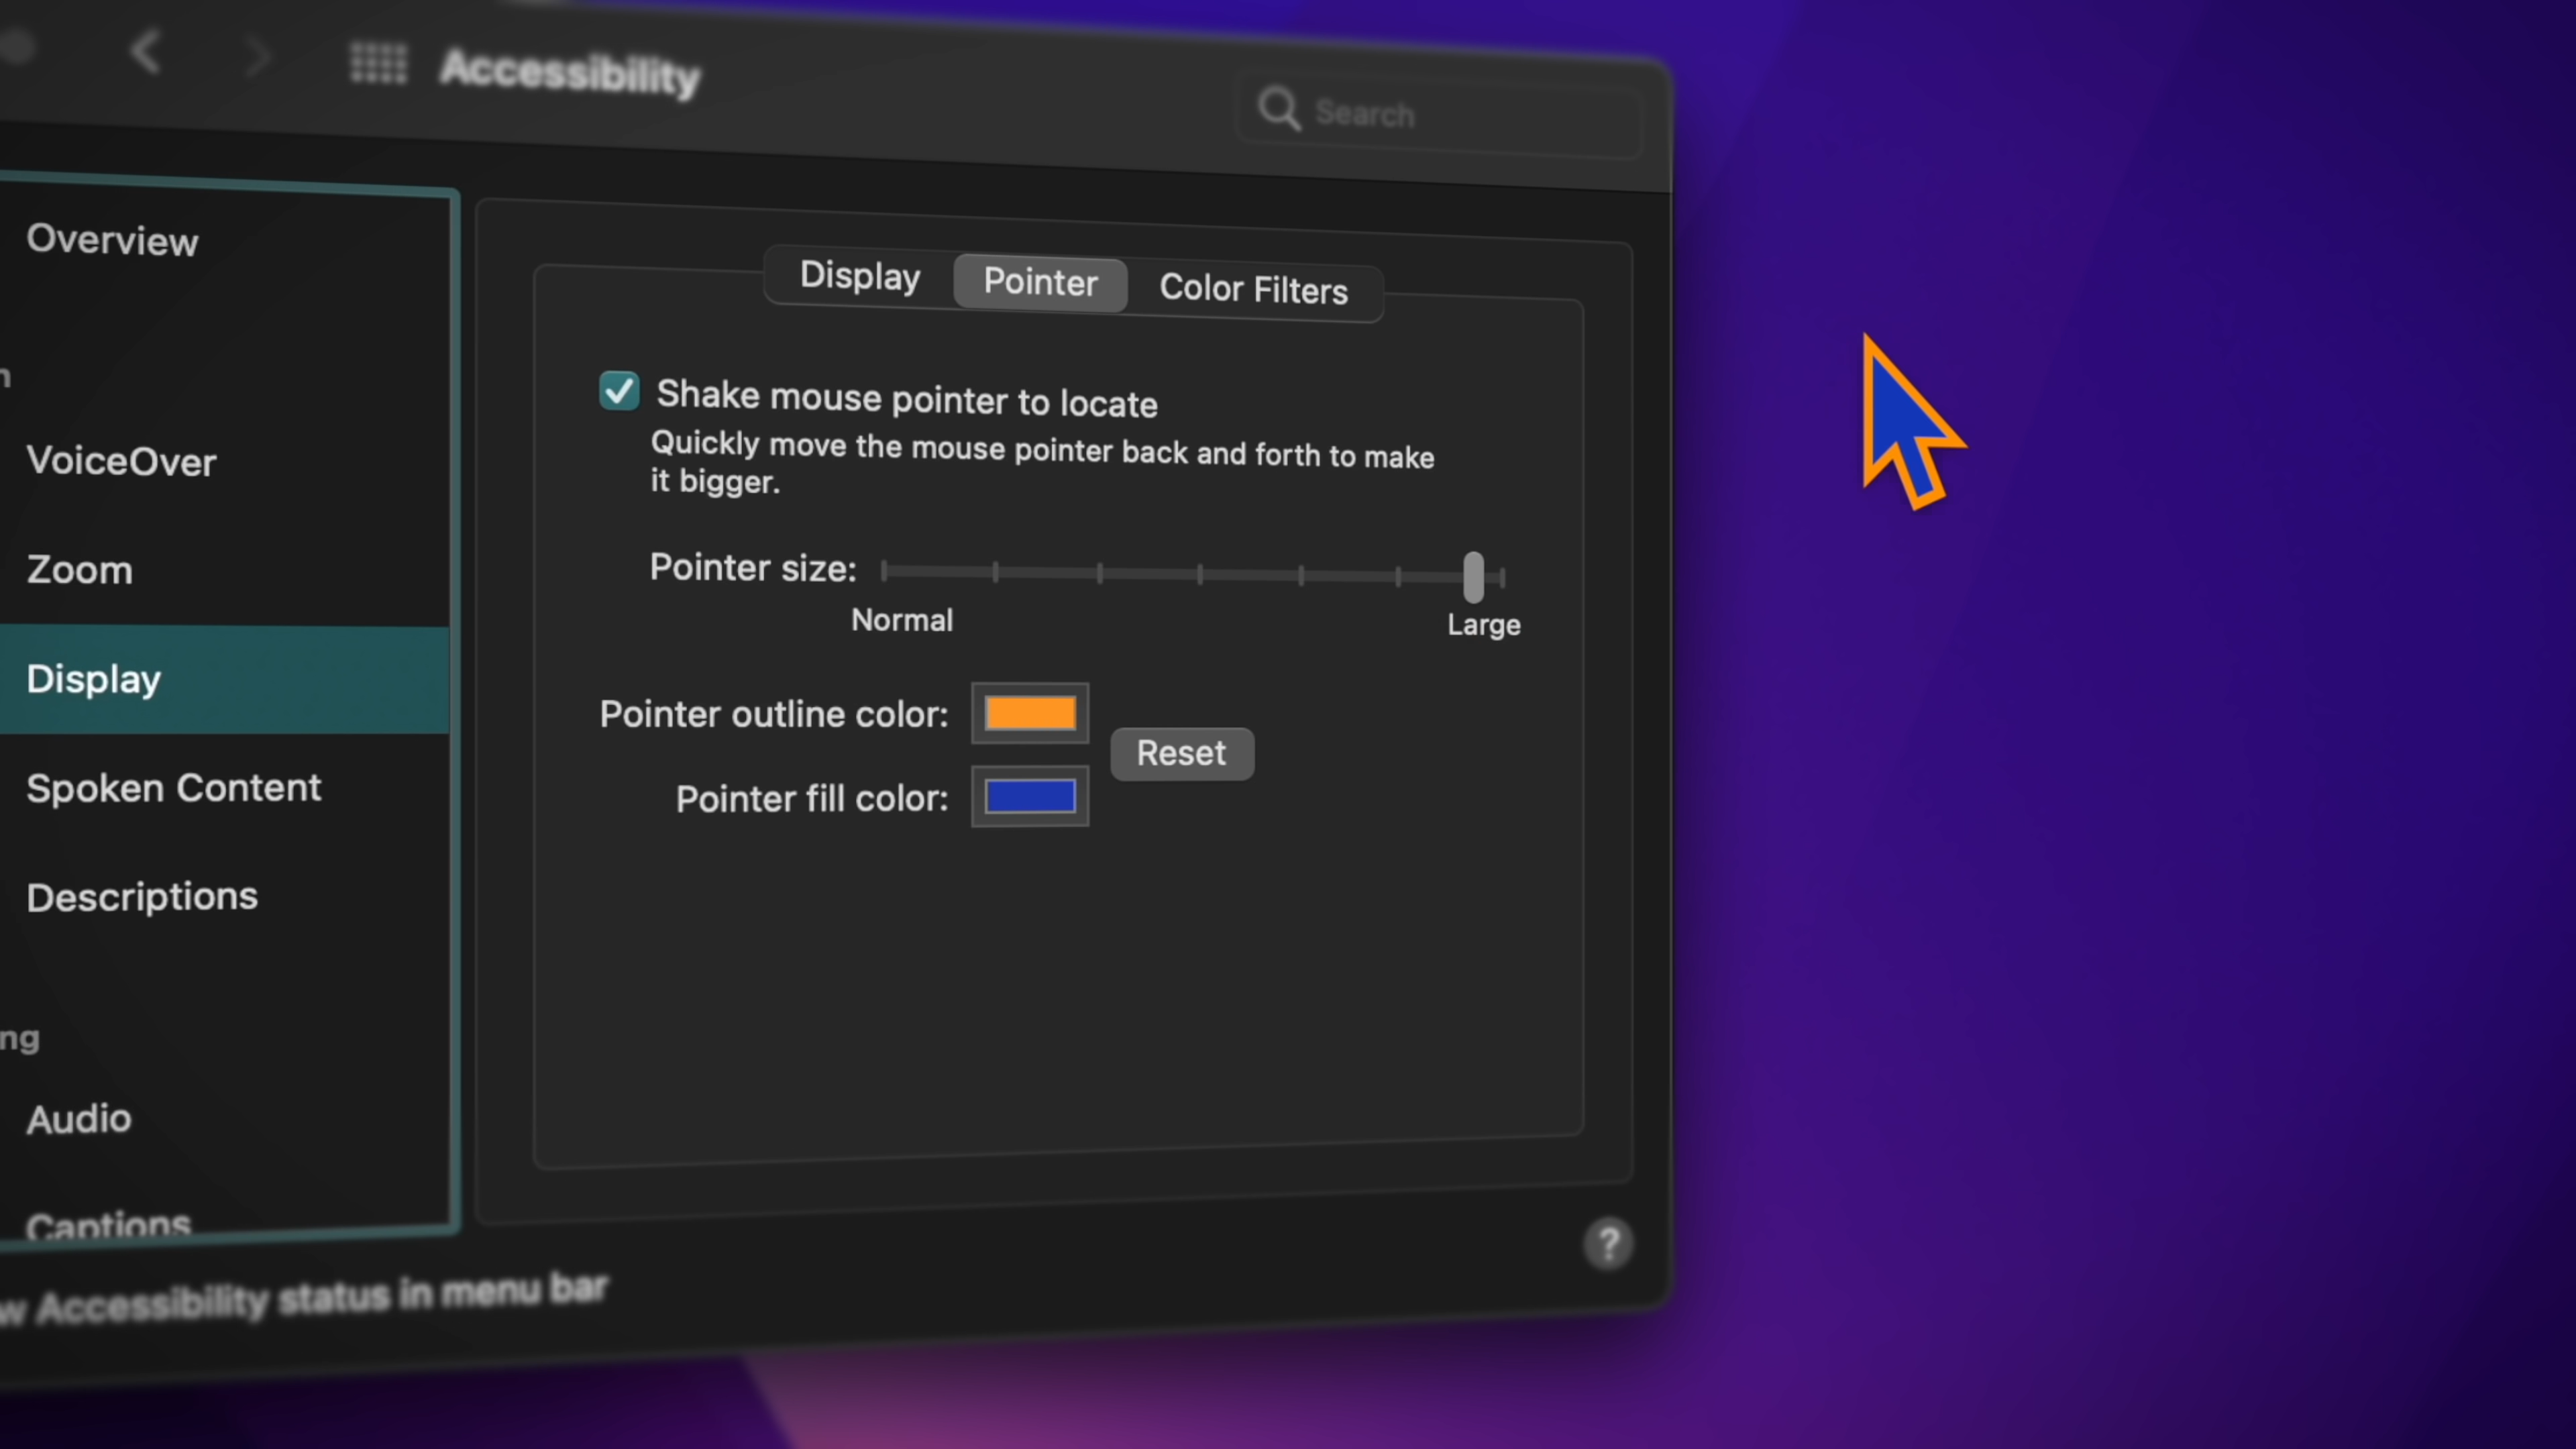 Accessibility
Search
Overview
VoiceOver
Zoom
Display
Spoken Content
Descriptions
Audio
Captions
Display Pointer Color Filters
Shake mouse pointer to locate
Quickly move the mouse pointer back and forth to make
it bigger.
Pointer size:
Normal Large
Pointer outline color:
Reset
Pointer fill color:
Accessibility status in menu bar
?